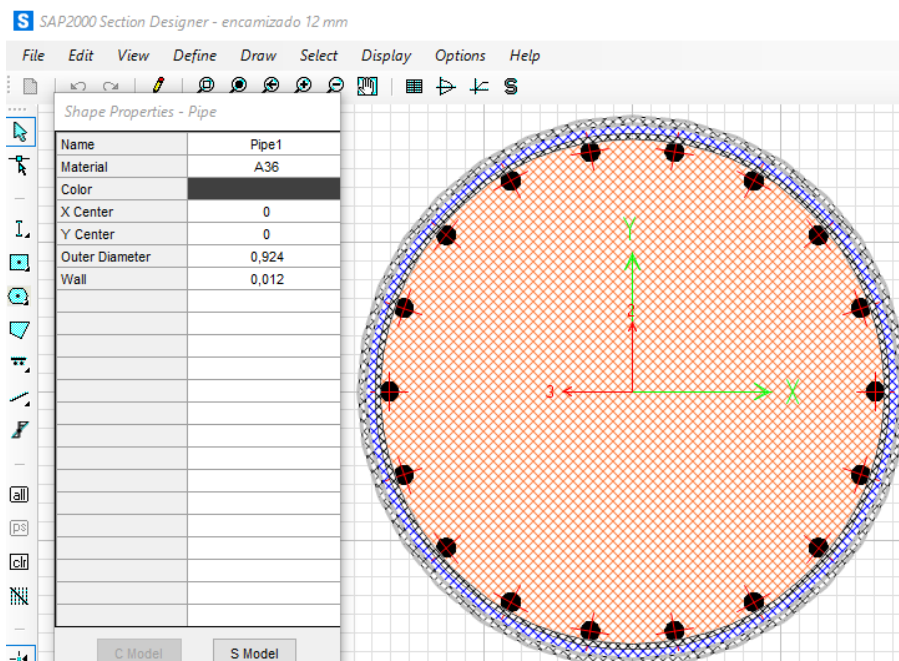 S SAP2000 Section Designer - encamizado 12 mm
File Edit View Define Draw Select Display Options Help
S
Shape Properties - Pipe
Name Pipe1
Material A36
Color
X Center 0
Y Center 0
Outer Diameter 0,924
Wall 0,012
Y
2
3
X
all
ps
clr
C Model S Model